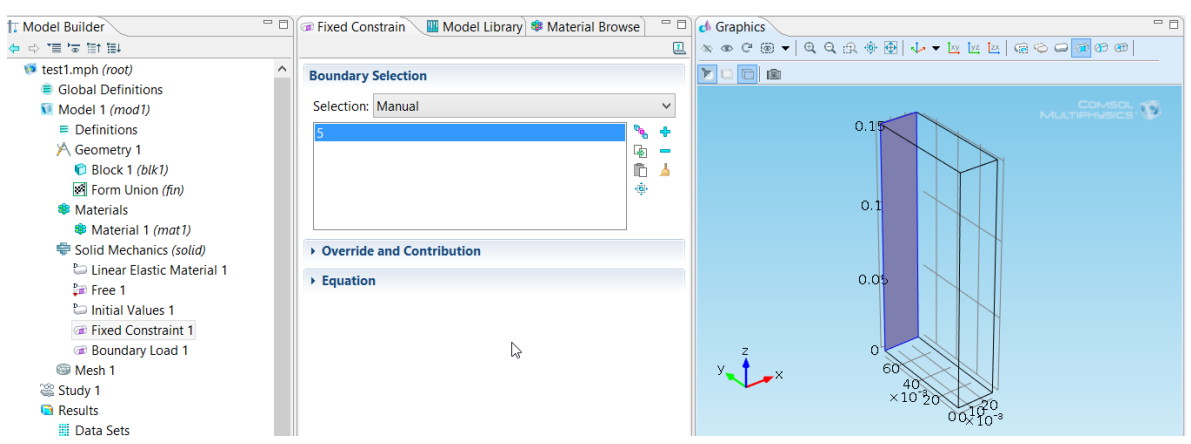 Model Builder
test1.mph (root)
Global Definitions
Model 1 (mod1)
Definitions
Geometry 1
Block 1 (blk1)
Form Union (fin)
Materials
Material 1 (mat1)
Solid Mechanics (solid)
Linear Elastic Material 1
Free 1
Initial Values 1
Fixed Constraint 1
Boundary Load 1
Mesh 1
Study 1
Results
Data Sets
Fixed Constrain Model Library Material Browse
Boundary Selection
Selection: Manual
5
Override and Contribution
Equation
Graphics
xy yz zx
COMSOL
MULTIPHYSICS
0.15
0.1
0.05
0
60
40
×10⁻³ 20
0 0 10 20
×10⁻³
z
y x